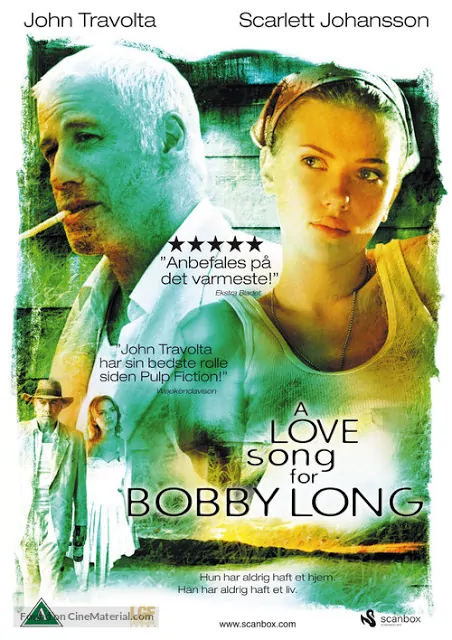 John Travolta Scarlett Johansson
★★★★★
"Anbefales på
det varmeste!"
Ekstra Bladet
"John Travolta
har sin bedste rolle
siden Pulp Fiction!"
Weekendavisen
A
LOVE
song
for
BOBBY LONG
Hun har aldrig haft et hjem.
Han har aldrig haft et liv.
www.scanbox.com
scanbox
Found on CineMaterial.com